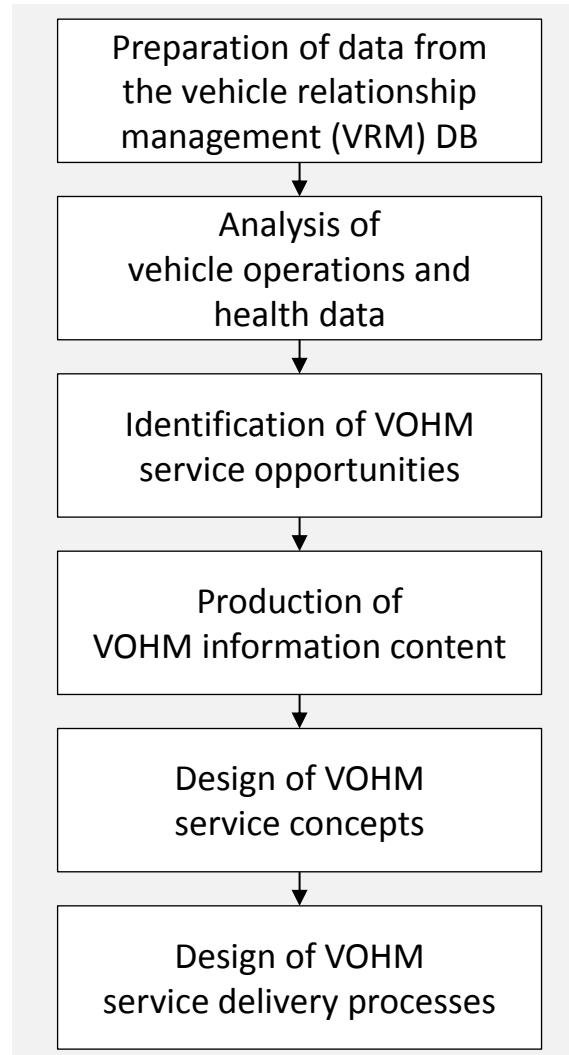 Preparation of data from
the vehicle relationship
management (VRM) DB
Analysis of
vehicle operations and
health data
Identification of VOHM
service opportunities
Production of
VOHM information content
Design of VOHM
service concepts
Design of VOHM
service delivery processes